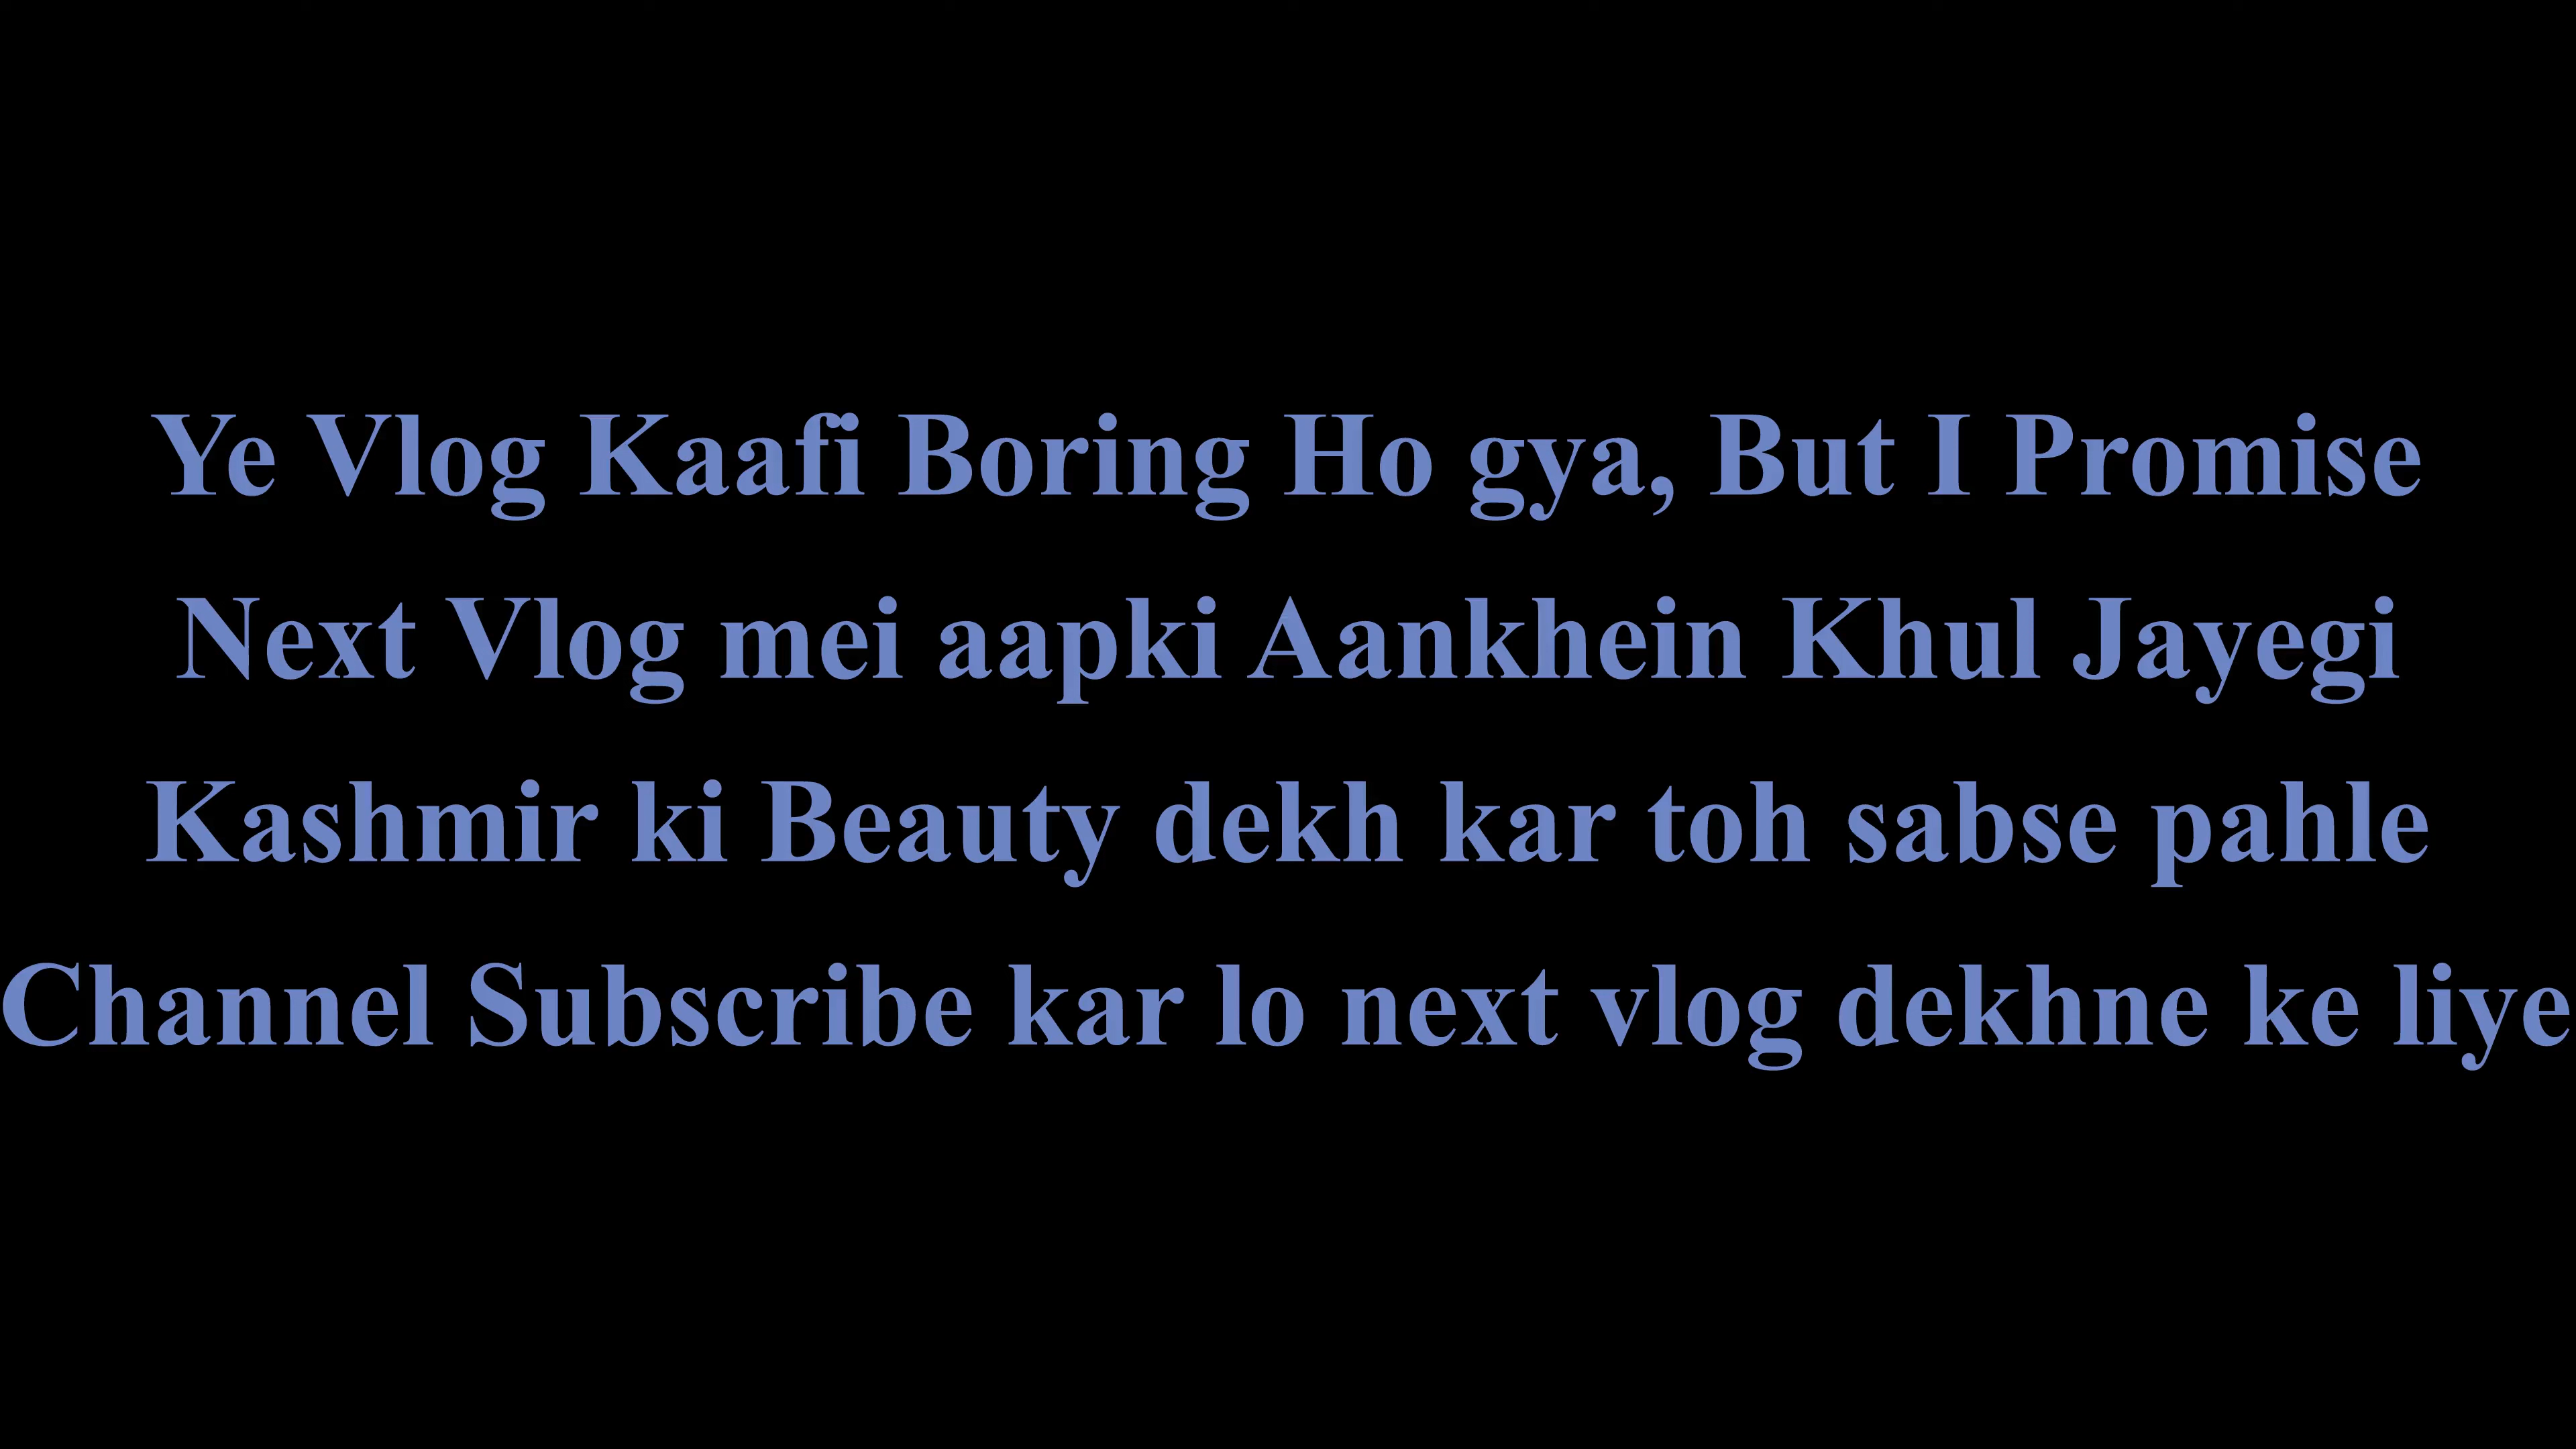 Ye Vlog Kaafi Boring Ho gya, But I Promise
Next Vlog mei aapki Aankhein Khul Jayegi
Kashmir ki Beauty dekh kar toh sabse pahle
Channel Subscribe kar lo next vlog dekhne ke liye